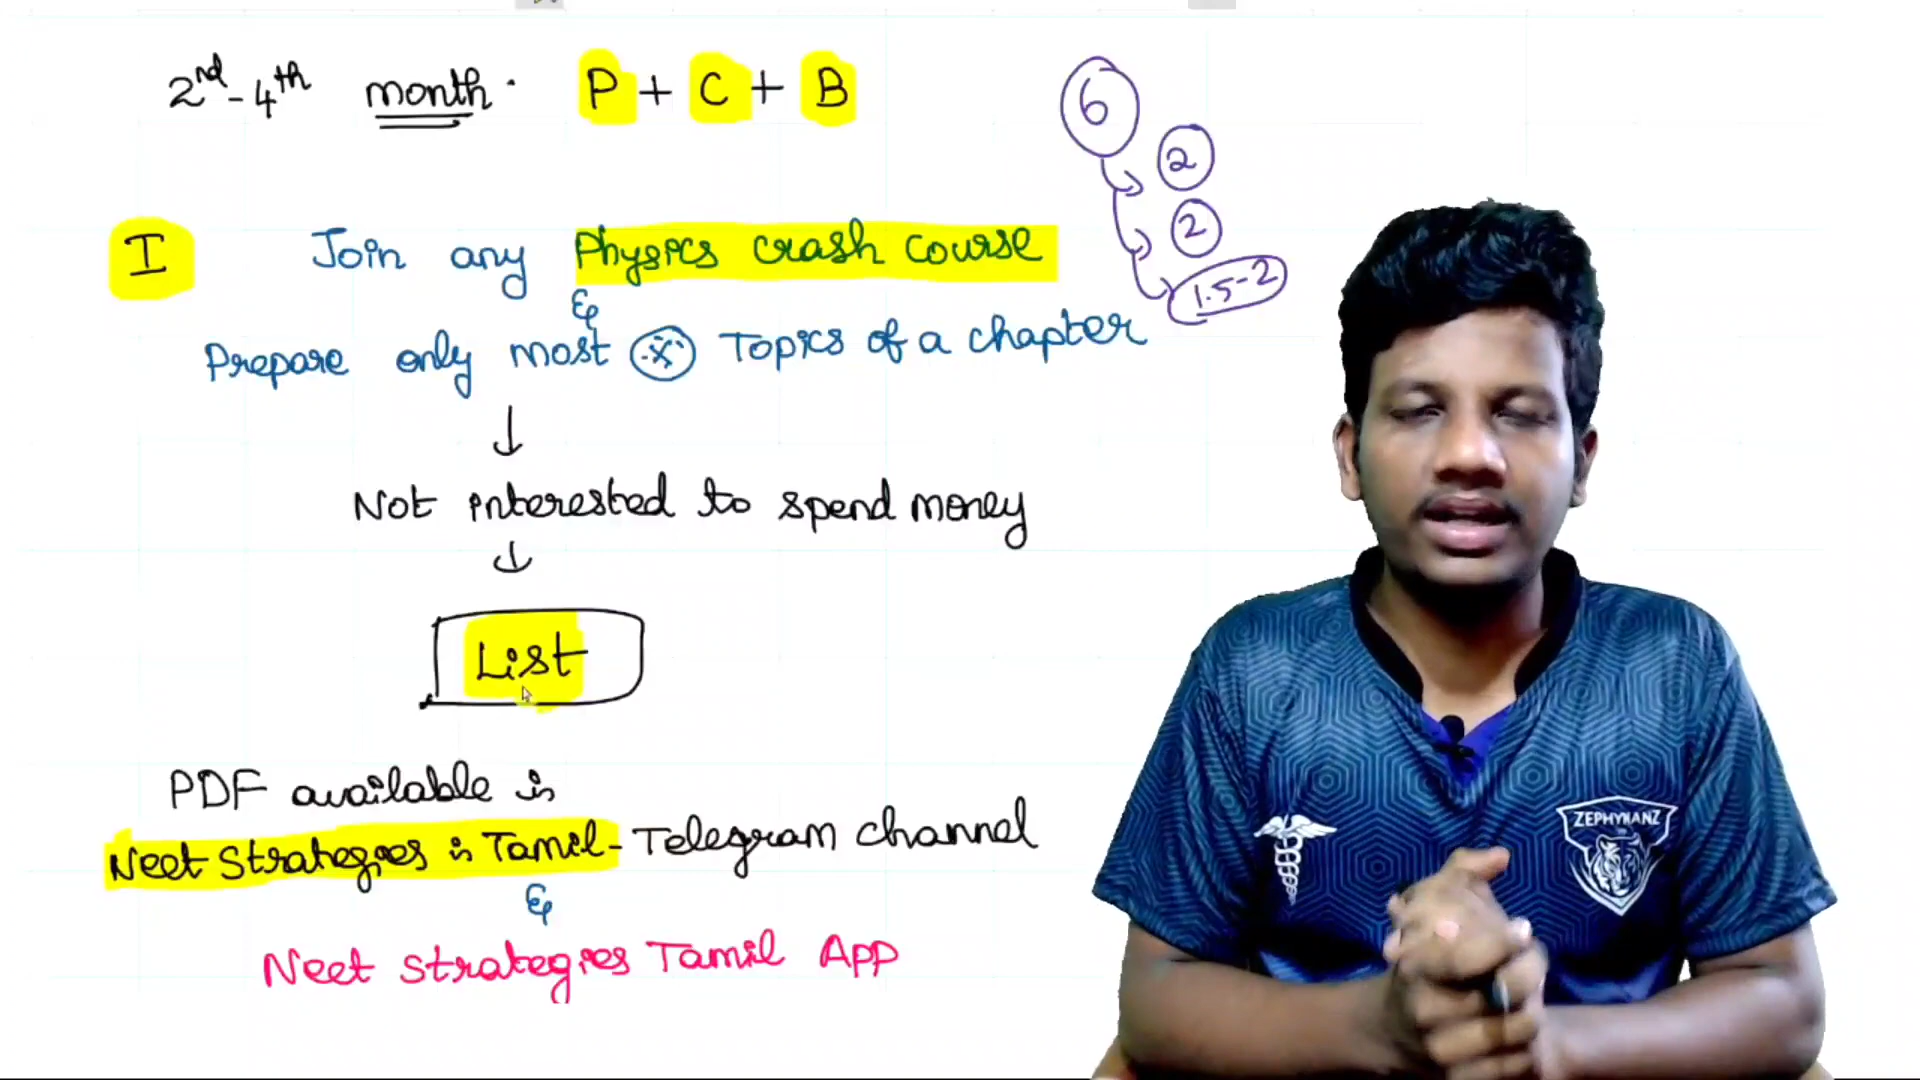 2nd-4th month. P + C + B
6
2
2
1.5-2
I Join any Physics crash course
&
Prepare only most Topics of a chapter
Not interested to spend money
List
PDF available in
Neet Strategies in Tamil - Telegram channel
&
Neet strategies Tamil App
ZEPHYKANZ